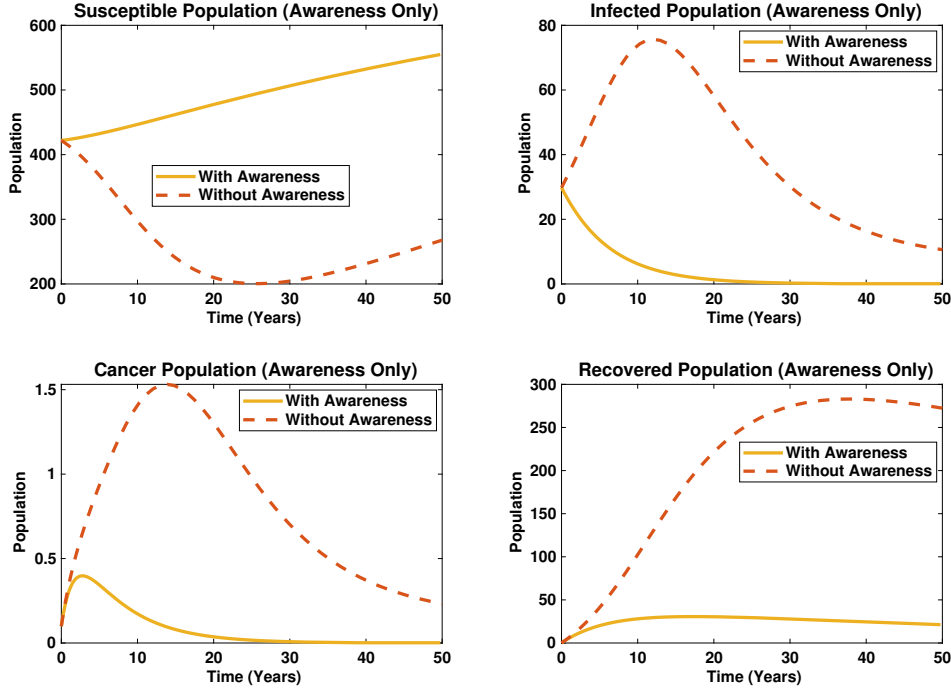 Susceptible Population (Awareness Only)
600
500
400
300
200
Population
With Awareness
Without Awareness
0 10 20 30 40 50
Time (Years)
Infected Population (Awareness Only)
80
60
40
20
0
Population
With Awareness
Without Awareness
0 10 20 30 40 50
Time (Years)
Cancer Population (Awareness Only)
1.5
1
0.5
0
Population
With Awareness
Without Awareness
0 10 20 30 40 50
Time (Years)
Recovered Population (Awareness Only)
300
250
200
150
100
50
0
Population
With Awareness
Without Awareness
0 10 20 30 40 50
Time (Years)